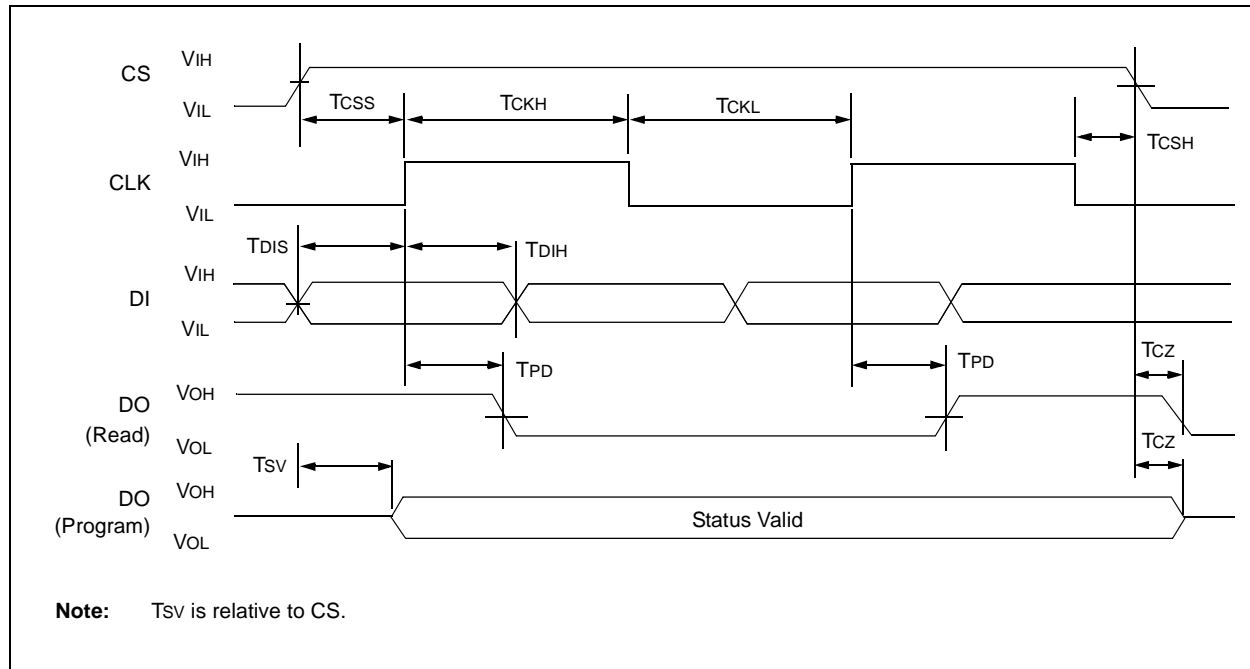 CS
VIH
VIL
TCSS
TCKH
TCKL
TCSH
CLK
VIH
VIL
TDIS
TDIH
DI
VIH
VIL
TPD
TPD
TCZ
DO
(Read)
VOH
VOL
TSV
TCZ
DO
(Program)
VOH
VOL
Status Valid
Note: TSV is relative to CS.